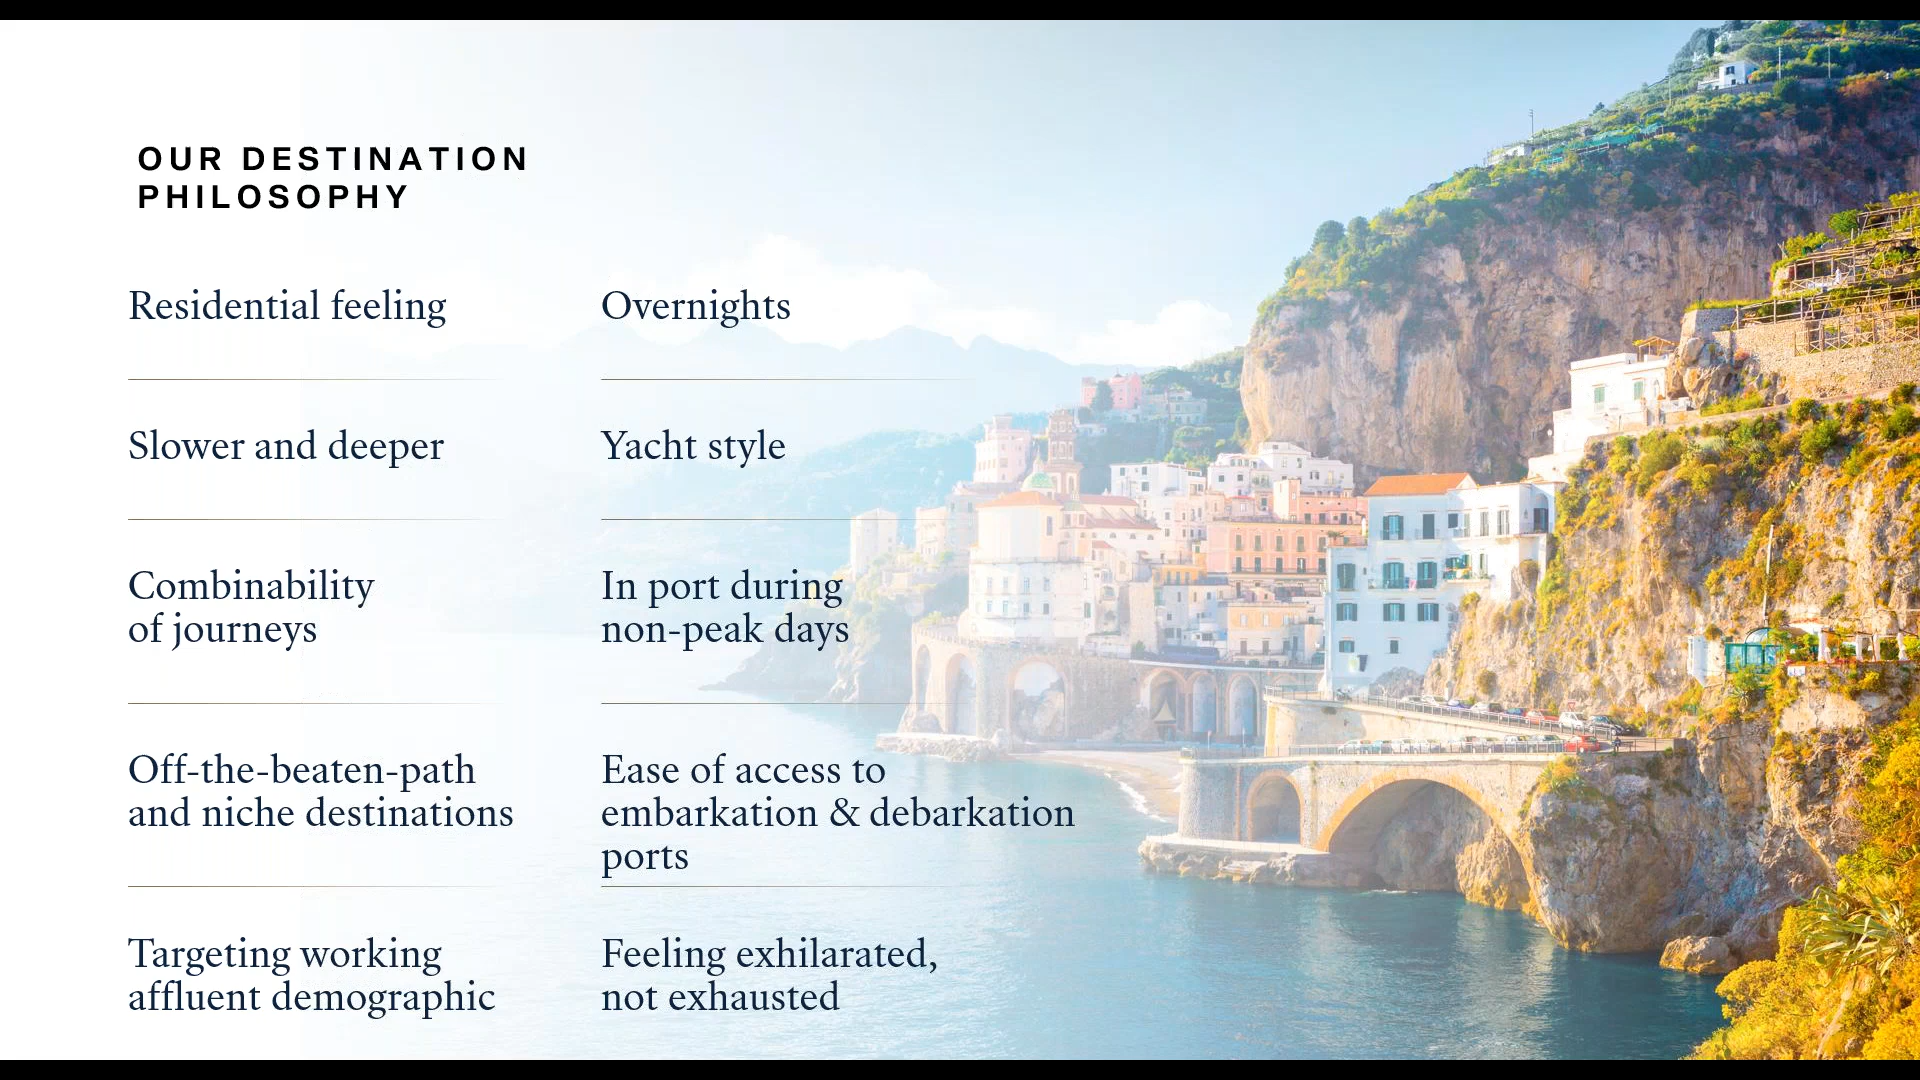 OUR DESTINATION
PHILOSOPHY
Residential feeling
Overnights
Slower and deeper
Yacht style
Combinability
of journeys
In port during
non-peak days
Off-the-beaten-path
and niche destinations
Ease of access to
embarkation & debarkation
ports
Targeting working
affluent demographic
Feeling exhilarated,
not exhausted